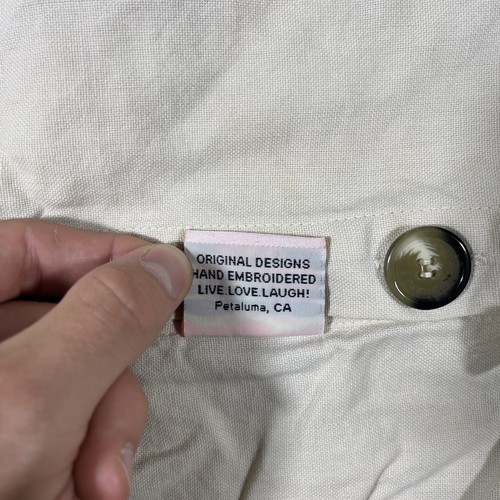 ORIGINAL DESIGNS
HAND EMBROIDERED
LIVE.LOVE.LAUGH!
Petaluma, CA